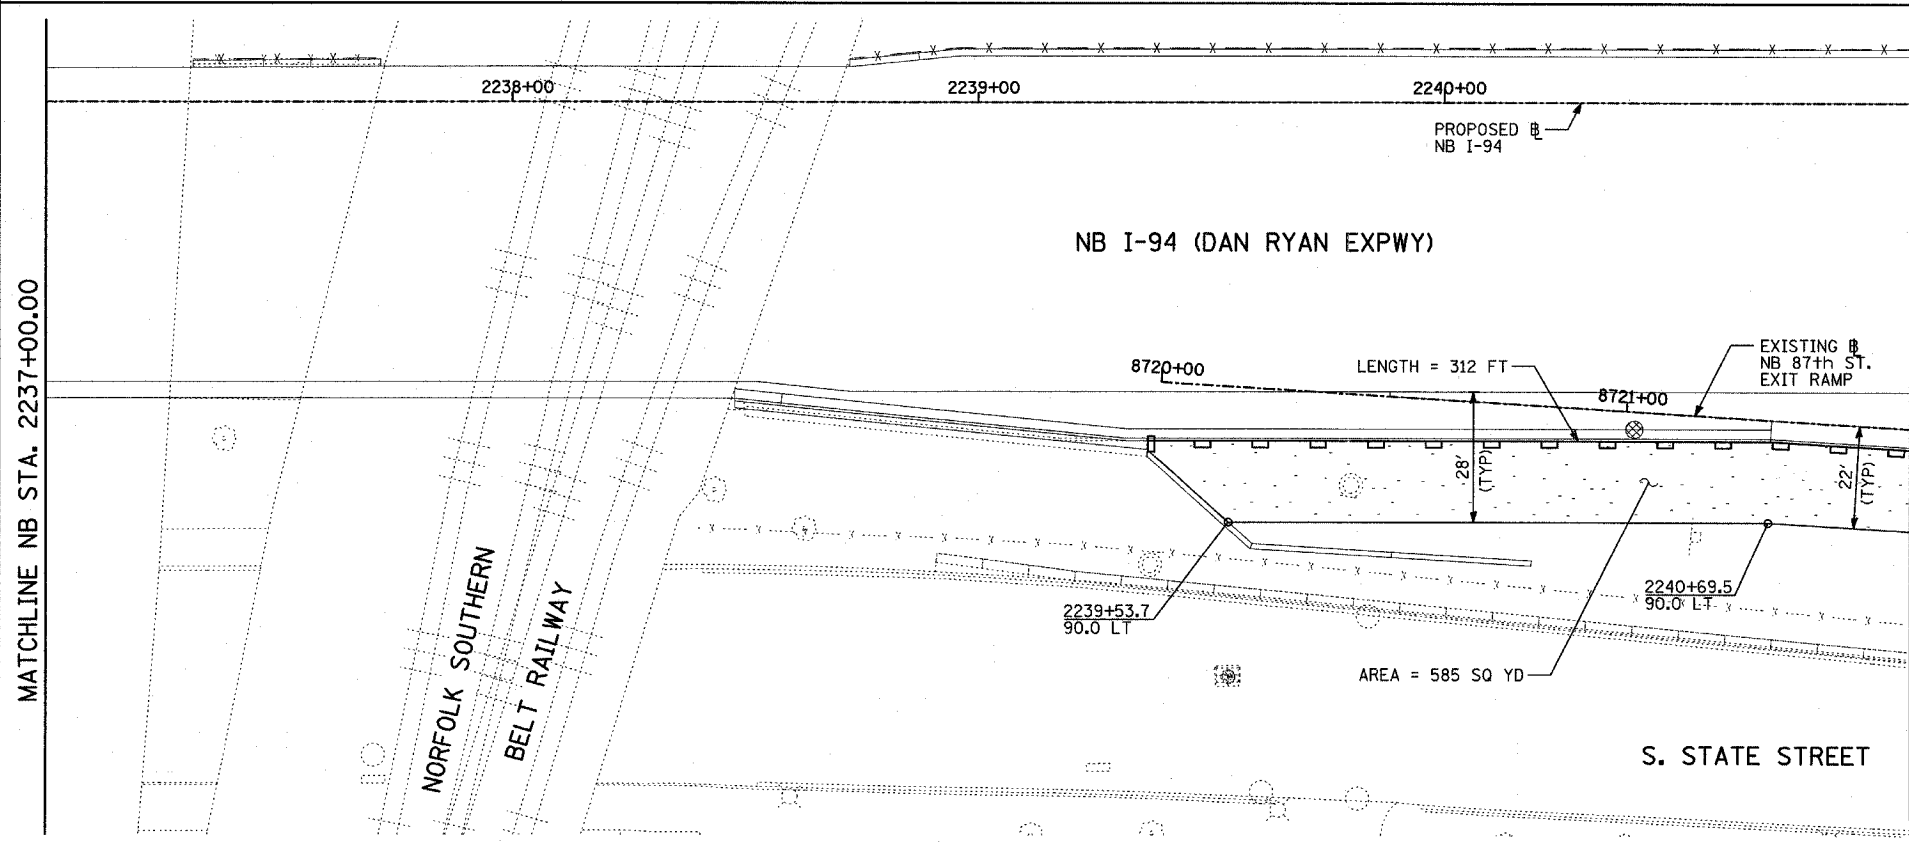 2238+00
2239+00
2240+00
PROPOSED ⅊
NB I-94
NB I-94 (DAN RYAN EXPWY)
MATCHLINE NB STA. 2237+00.00
8720+00
LENGTH = 312 FT
8721+00
EXISTING ⅊
NB 87th ST.
EXIT RAMP
28'
(TYP)
22'
(TYP)
NORFOLK SOUTHERN
BELT RAILWAY
2239+53.7
90.0 LT
2240+69.5
90.0 LT
AREA = 585 SQ YD
S. STATE STREET